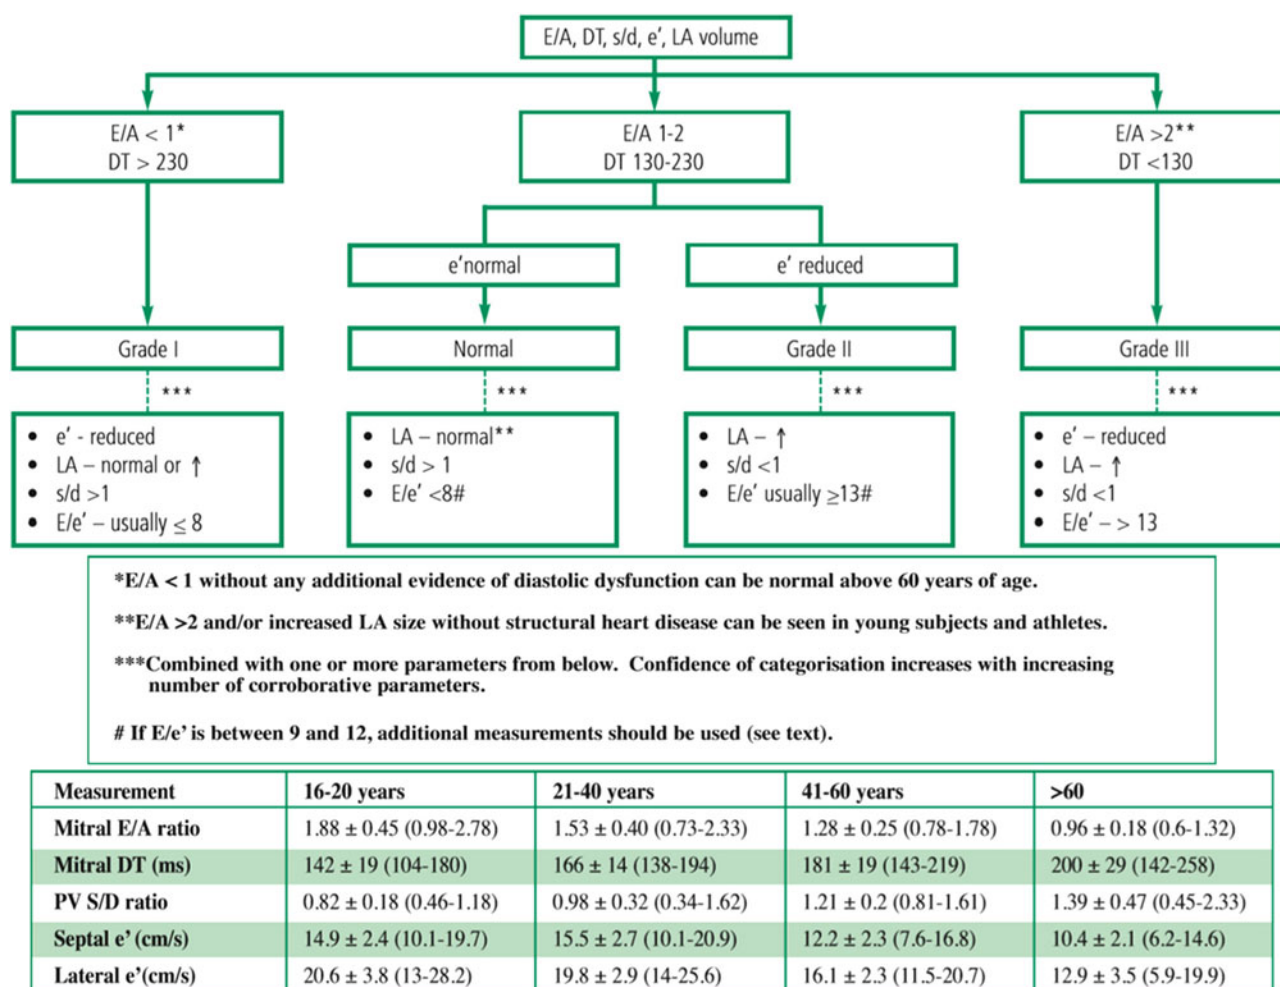 E/A, DT, s/d, e', LA volume
E/A < 1*
DT > 230
E/A 1-2
DT 130-230
E/A >2**
DT <130
e'normal
e' reduced
Grade I
Normal
Grade II
Grade III
***
***
***
***
• e' - reduced
• LA – normal or ↑
• s/d >1
• E/e' – usually ≤ 8
• LA – normal**
• s/d > 1
• E/e' <8#
• LA – ↑
• s/d <1
• E/e' usually ≥13#
• e' – reduced
• LA – ↑
• s/d <1
• E/e' – > 13
*E/A < 1 without any additional evidence of diastolic dysfunction can be normal above 60 years of age.
**E/A >2 and/or increased LA size without structural heart disease can be seen in young subjects and athletes.
***Combined with one or more parameters from below. Confidence of categorisation increases with increasing
number of corroborative parameters.
# If E/e' is between 9 and 12, additional measurements should be used (see text).
Measurement 16-20 years 21-40 years 41-60 years >60
Mitral E/A ratio 1.88 ± 0.45 (0.98-2.78) 1.53 ± 0.40 (0.73-2.33) 1.28 ± 0.25 (0.78-1.78) 0.96 ± 0.18 (0.6-1.32)
Mitral DT (ms) 142 ± 19 (104-180) 166 ± 14 (138-194) 181 ± 19 (143-219) 200 ± 29 (142-258)
PV S/D ratio 0.82 ± 0.18 (0.46-1.18) 0.98 ± 0.32 (0.34-1.62) 1.21 ± 0.2 (0.81-1.61) 1.39 ± 0.47 (0.45-2.33)
Septal e' (cm/s) 14.9 ± 2.4 (10.1-19.7) 15.5 ± 2.7 (10.1-20.9) 12.2 ± 2.3 (7.6-16.8) 10.4 ± 2.1 (6.2-14.6)
Lateral e'(cm/s) 20.6 ± 3.8 (13-28.2) 19.8 ± 2.9 (14-25.6) 16.1 ± 2.3 (11.5-20.7) 12.9 ± 3.5 (5.9-19.9)